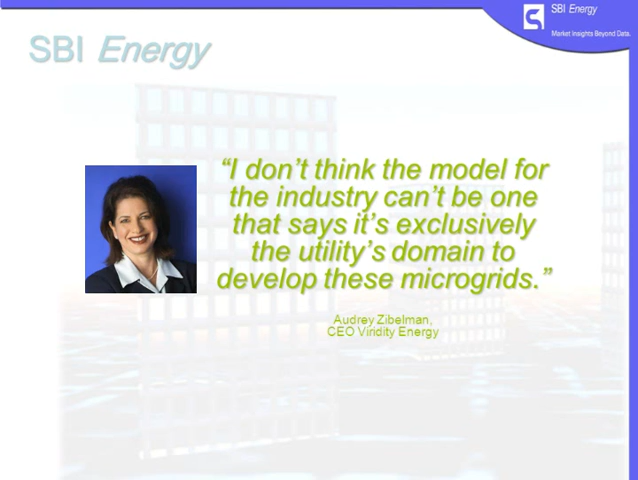 SBI Energy
Market Insights Beyond Data.
SBI Energy
“I don’t think the model for
the industry can’t be one
that says it’s exclusively
the utility’s domain to
develop these microgrids.”
Audrey Zibelman,
CEO Viridity Energy